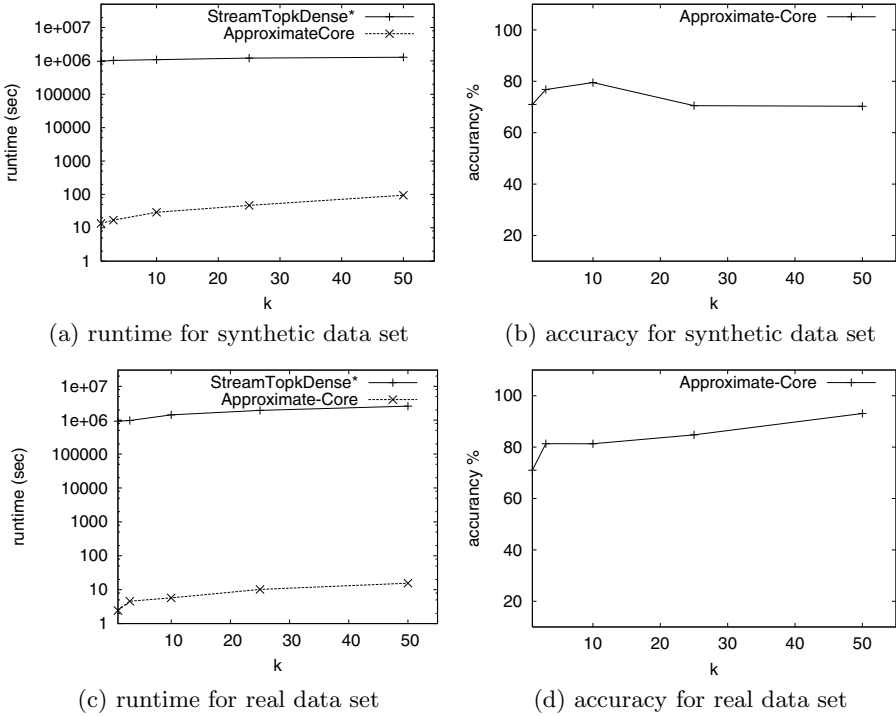 StreamTopkDense*
ApproximateCore
1e+007
1e+006
100000
10000
1000
100
10
1
runtime (sec)
10 20 30 40 50
k
(a) runtime for synthetic data set
Approximate-Core
100
80
60
40
20
accurancy %
10 20 30 40 50
k
(b) accuracy for synthetic data set
StreamTopkDense*
Approximate-Core
1e+07
1e+06
100000
10000
1000
100
10
1
runtime (sec)
10 20 30 40 50
k
(c) runtime for real data set
Approximate-Core
100
80
60
40
20
accurancy %
10 20 30 40 50
k
(d) accuracy for real data set